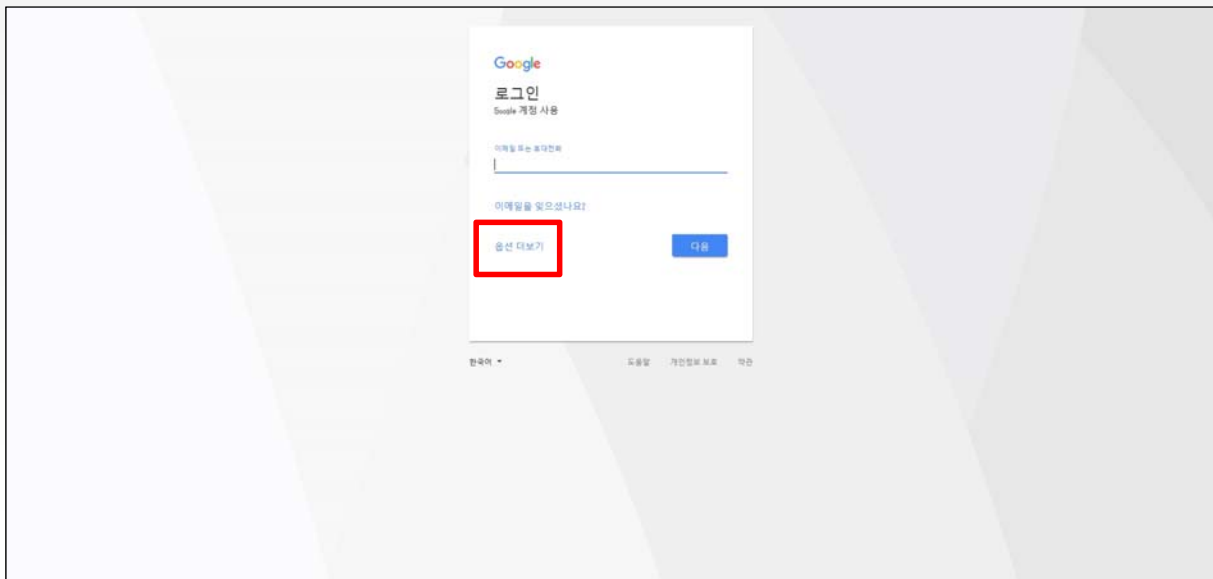 Google
로그인
Google 계정 사용
이메일 또는 휴대전화
이메일을 잊으셨나요?
옵션 더보기
다음
한국어
도움말 개인정보 보호 약관